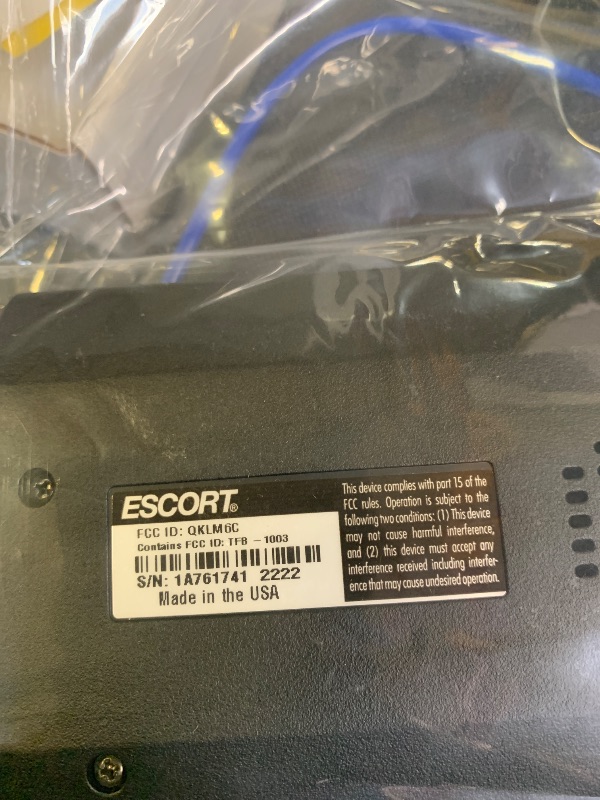 ESCORT®
FCC ID: QKLM6C
Contains FCC ID: TFB - 1003
S/N: 1A761741 2222
Made in the USA
This device complies with part 15 of the
FCC rules. Operation is subject to the
following two conditions: (1) This device
may not cause harmful interference,
and (2) this device must accept any
interference received including interfer-
ence that may cause undesired operation.